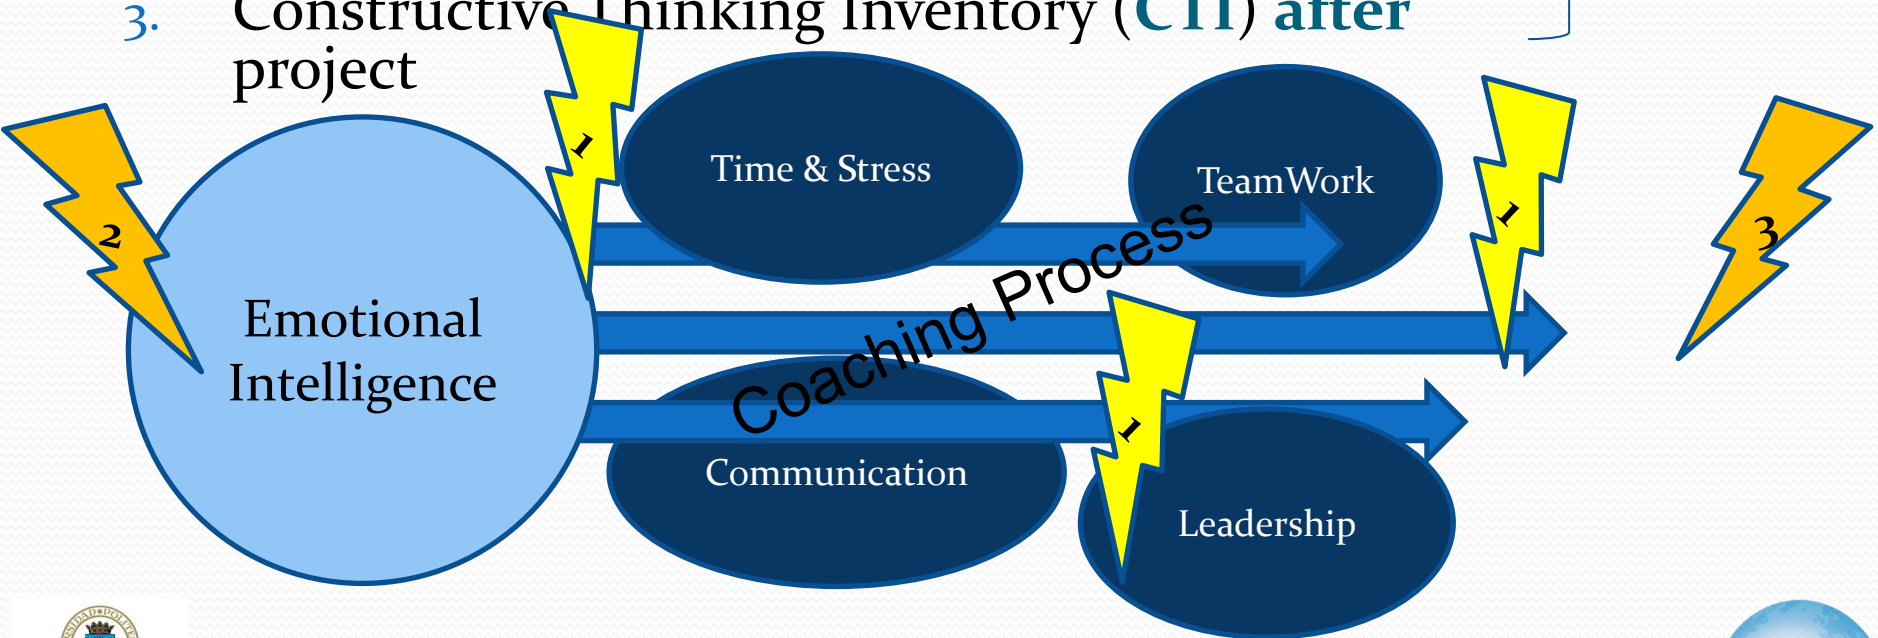 3. Constructive Thinking Inventory (CTI) after
project
1
Time & Stress
TeamWork
1
2
3
Coaching Process
Emotional
Intelligence
1
Communication
Leadership